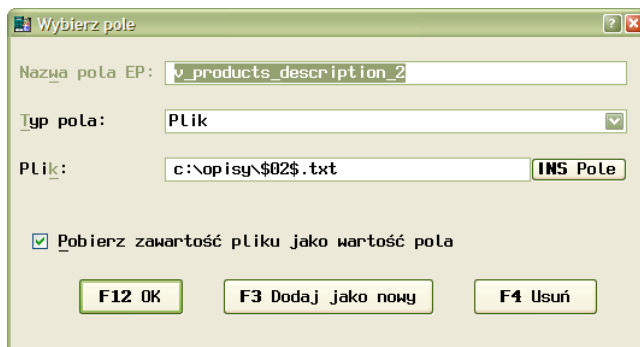 Wybierz pole
Nazwa pola EP: v_products_description_2
Typ pola: Plik
Plik: c:\opisy\$02$.txt INS Pole
Pobierz zawartość pliku jako wartość pola
F12 OK F3 Dodaj jako nowy F4 Usuń